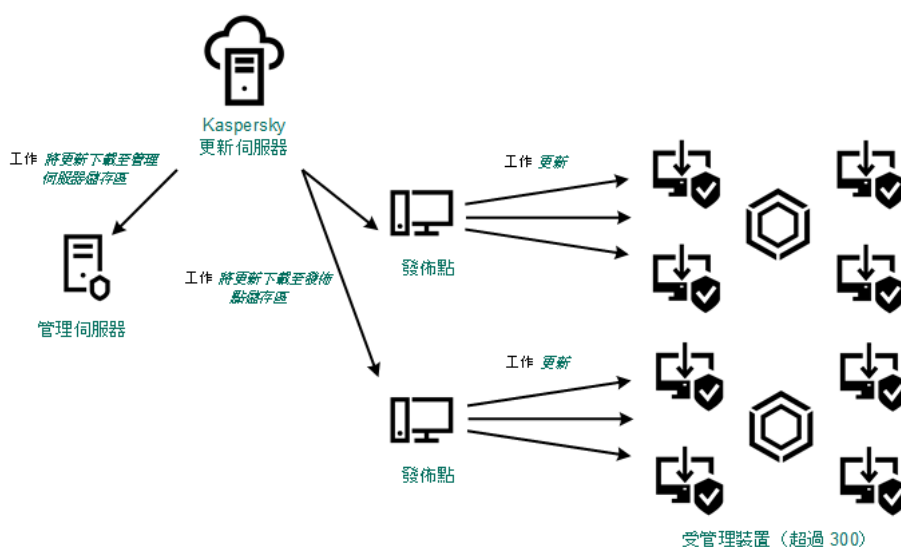 Kaspersky
更新伺服器
工作 將更新下載至管理
伺服器儲存區
工作 更新
發佈點
工作 將更新下載至發佈
點儲存區
管理伺服器
工作 更新
發佈點
受管理裝置（超過 300）